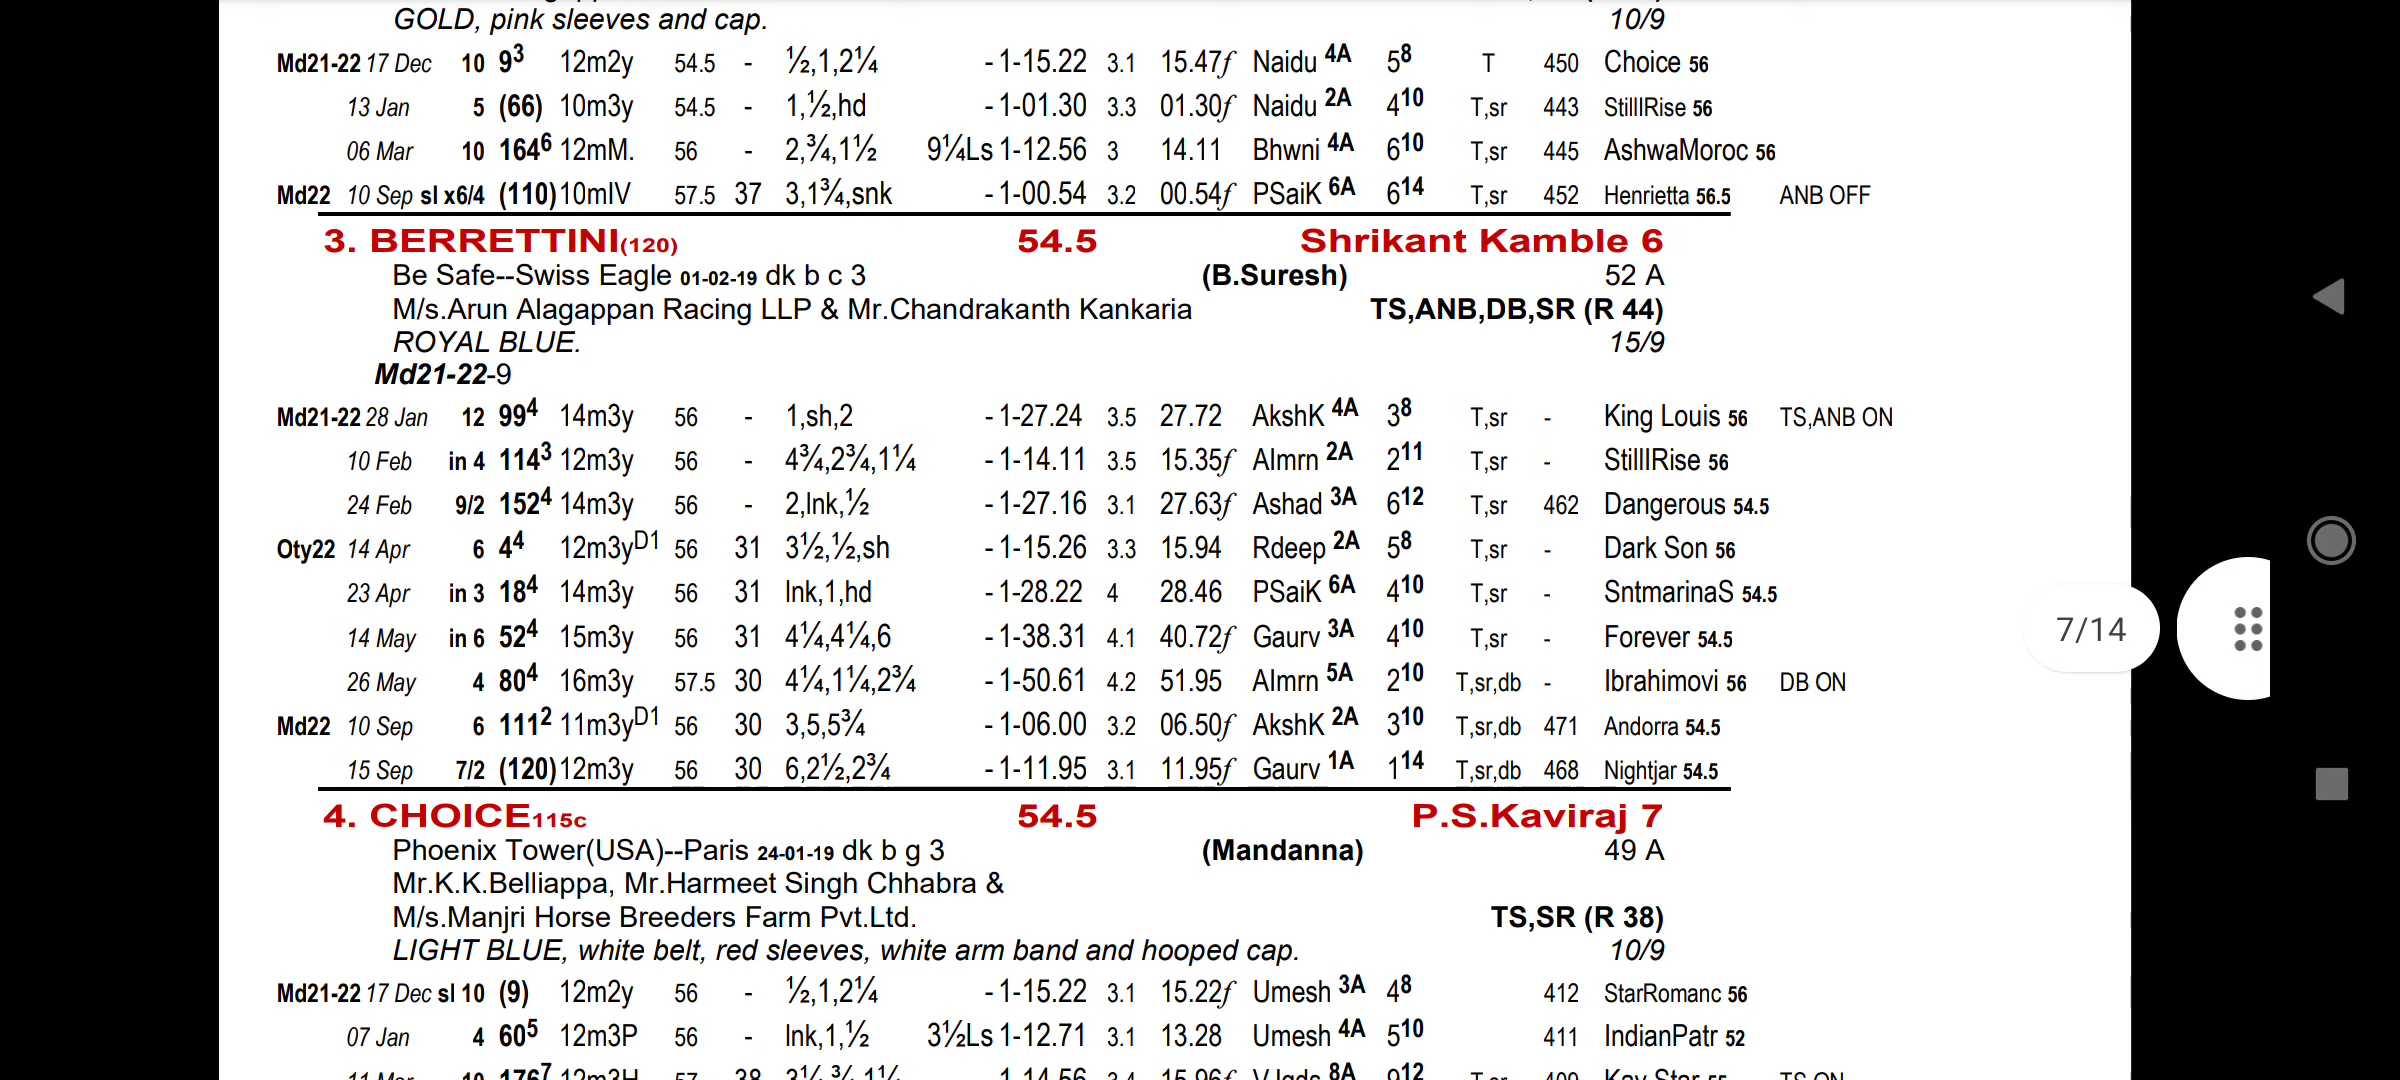 GOLD, pink sleeves and cap. 10/9
Md21-22 17 Dec 10 9³ 12m2y 54.5 - ½,1,2¼ - 1-15.22 3.1 15.47f Naidu 4A 5⁸ T 450 Choice 56
13 Jan 5 (66) 10m3y 54.5 - 1,½,hd - 1-01.30 3.3 01.30f Naidu 2A 4¹⁰ T,sr 443 StillIRise 56
06 Mar 10 164⁶ 12mM. 56 - 2,¾,1½ 9¼Ls 1-12.56 3 14.11 Bhwni 4A 6¹⁰ T,sr 445 AshwaMoroc 56
Md22 10 Sep sl x6/4 (110) 10mIV 57.5 37 3,1¾,snk - 1-00.54 3.2 00.54f PSaiK 6A 6¹⁴ T,sr 452 Henrietta 56.5 ANB OFF
3. BERRETTINI(120) 54.5 Shrikant Kamble 6
Be Safe--Swiss Eagle 01-02-19 dk b c 3 (B.Suresh) 52 A
M/s.Arun Alagappan Racing LLP & Mr.Chandrakanth Kankaria TS,ANB,DB,SR (R 44)
ROYAL BLUE. 15/9
Md21-22-9
Md21-22 28 Jan 12 99⁴ 14m3y 56 - 1,sh,2 - 1-27.24 3.5 27.72 AkshK 4A 3⁸ T,sr - King Louis 56 TS,ANB ON
10 Feb in 4 114³ 12m3y 56 - 4¾,2¾,1¼ - 1-14.11 3.5 15.35f Almrn 2A 2¹¹ T,sr - StillIRise 56
24 Feb 9/2 152⁴ 14m3y 56 - 2,lnk,½ - 1-27.16 3.1 27.63f Ashad 3A 6¹² T,sr 462 Dangerous 54.5
Oty22 14 Apr 6 4⁴ 12m3yD1 56 31 3½,½,sh - 1-15.26 3.3 15.94 Rdeep 2A 5⁸ T,sr - Dark Son 56
23 Apr in 3 18⁴ 14m3y 56 31 lnk,1,hd - 1-28.22 4 28.46 PSaiK 6A 4¹⁰ T,sr - SntmarinaS 54.5
14 May in 6 52⁴ 15m3y 56 31 4¼,4¼,6 - 1-38.31 4.1 40.72f Gaurv 3A 4¹⁰ T,sr - Forever 54.5
26 May 4 80⁴ 16m3y 57.5 30 4¼,1¼,2¾ - 1-50.61 4.2 51.95 Almrn 5A 2¹⁰ T,sr,db - Ibrahimovi 56 DB ON
Md22 10 Sep 6 111² 11m3yD1 56 30 3,5,5¾ - 1-06.00 3.2 06.50f AkshK 2A 3¹⁰ T,sr,db 471 Andorra 54.5
15 Sep 7/2 (120) 12m3y 56 30 6,2½,2¾ - 1-11.95 3.1 11.95f Gaurv 1A 1¹⁴ T,sr,db 468 Nightjar 54.5
7/14
4. CHOICE115c 54.5 P.S.Kaviraj 7
Phoenix Tower(USA)--Paris 24-01-19 dk b g 3 (Mandanna) 49 A
Mr.K.K.Belliappa, Mr.Harmeet Singh Chhabra &
M/s.Manjri Horse Breeders Farm Pvt.Ltd. TS,SR (R 38)
LIGHT BLUE, white belt, red sleeves, white arm band and hooped cap. 10/9
Md21-22 17 Dec sl 10 (9) 12m2y 56 - ½,1,2¼ - 1-15.22 3.1 15.22f Umesh 3A 4⁸ 412 StarRomanc 56
07 Jan 4 60⁵ 12m3P 56 - lnk,1,½ 3½Ls 1-12.71 3.1 13.28 Umesh 4A 5¹⁰ 411 IndianPatr 52
11 Mar 10 176⁷ 12m3H 57 38 1-14.56 3.4 15.96f 8A 9¹² T,sr 409 Kay Star 55 TS ON